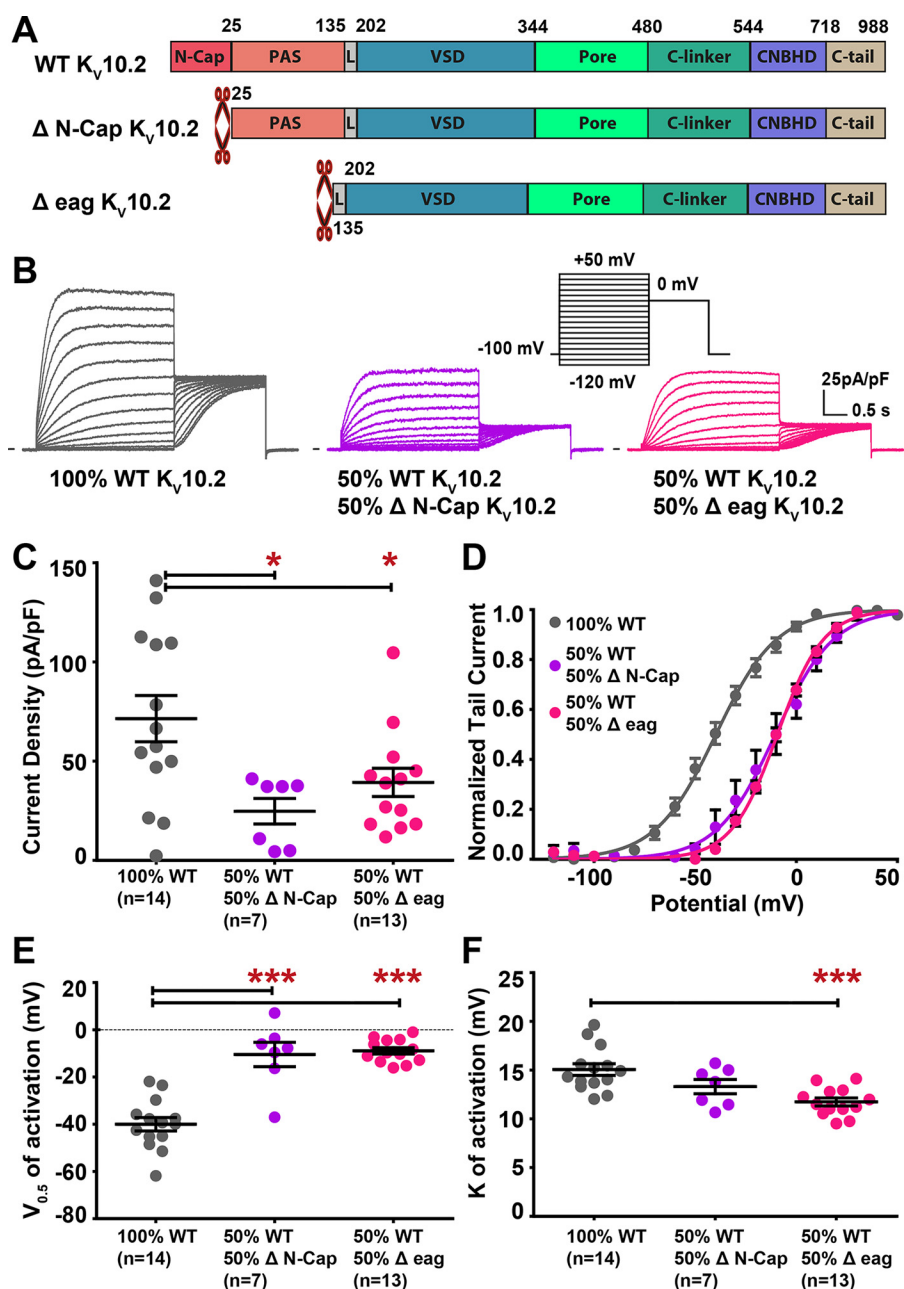 A
25 135 202 344 480 544 718 988
WT Kv10.2 N-Cap PAS L VSD Pore C-linker CNBHD C-tail
25
Δ N-Cap Kv10.2 PAS L VSD Pore C-linker CNBHD C-tail
202
Δ eag Kv10.2 L VSD Pore C-linker CNBHD C-tail
135
B
+50 mV
0 mV
-100 mV
-120 mV
25pA/pF
0.5 s
100% WT Kv10.2
50% WT Kv10.2
50% Δ N-Cap Kv10.2
50% WT Kv10.2
50% Δ eag Kv10.2
C
Current Density (pA/pF)
150
100
50
0
* *
100% WT
(n=14)
50% WT
50% Δ N-Cap
(n=7)
50% WT
50% Δ eag
(n=13)
D
Normalized Tail Current
1.0
0.8
0.6
0.4
0.2
0.0
100% WT
50% WT
50% Δ N-Cap
50% WT
50% Δ eag
-100 -50 0 50
Potential (mV)
E
V0.5 of activation (mV)
20
0
-20
-40
-60
-80
*** ***
100% WT
(n=14)
50% WT
50% Δ N-Cap
(n=7)
50% WT
50% Δ eag
(n=13)
F
K of activation (mV)
25
20
15
10
5
0
***
100% WT
(n=14)
50% WT
50% Δ N-Cap
(n=7)
50% WT
50% Δ eag
(n=13)